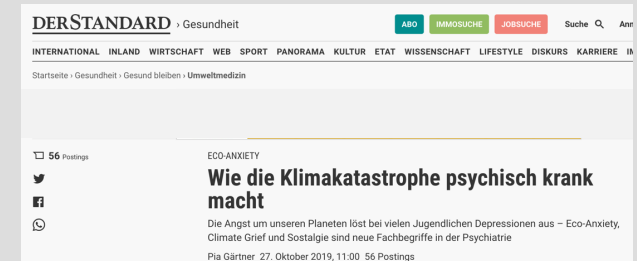 DERSTANDARD › Gesundheit
ABO IMMOSUCHE JOBSUCHE Suche
INTERNATIONAL INLAND WIRTSCHAFT WEB SPORT PANORAMA KULTUR ETAT WISSENSCHAFT LIFESTYLE DISKURS KARRIERE
Startseite › Gesundheit › Gesund bleiben › Umweltmedizin
56 Postings
ECO-ANXIETY
Wie die Klimakatastrophe psychisch krank
macht
Die Angst um unseren Planeten löst bei vielen Jugendlichen Depressionen aus – Eco-Anxiety,
Climate Grief und Sostalgie sind neue Fachbegriffe in der Psychiatrie
Pia Gärtner 27. Oktober 2019, 11:00 56 Postings